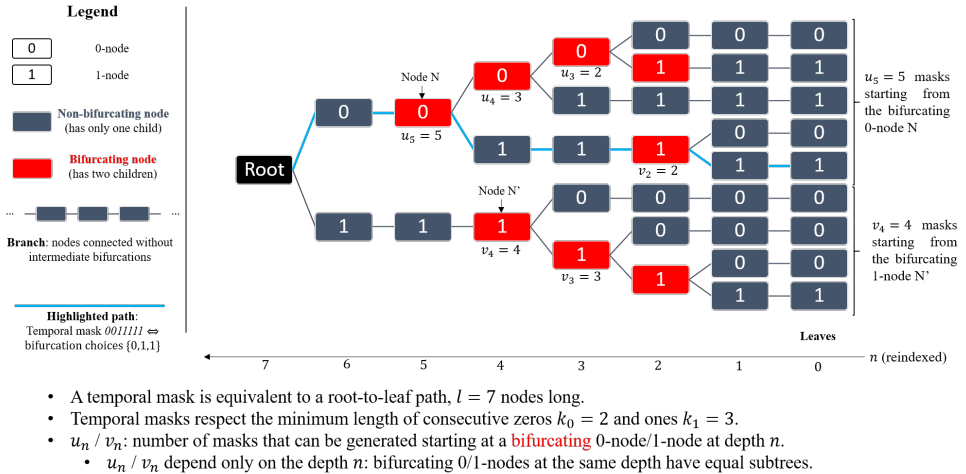 Legend
0
0-node
1
1-node
Non-bifurcating node
(has only one child)
Bifurcating node
(has two children)
... ...
Branch: nodes connected without
intermediate bifurcations
Highlighted path:
Temporal mask 0011111 ⇔
bifurcation choices {0,1,1}
0 0 0
0
u₃ = 2
1 1 1
Node N
0
u₄ = 3
1 1 1 1
0 0
u₅ = 5
0 0
1 1 1
v₂ = 2
1 1
Root
Node N'
0 0 0 0
1 1 1
v₄ = 4
0 0 0
1
v₃ = 3
1
0 0
1 1
u₅ = 5 masks
starting from
the bifurcating
0-node N
v₄ = 4 masks
starting from
the bifurcating
1-node N'
Leaves
7 6 5 4 3 2 1 0 n (reindexed)
• A temporal mask is equivalent to a root-to-leaf path, l = 7 nodes long.
• Temporal masks respect the minimum length of consecutive zeros k₀ = 2 and ones k₁ = 3.
• uₙ / vₙ: number of masks that can be generated starting at a bifurcating 0-node/1-node at depth n.
• uₙ / vₙ depend only on the depth n: bifurcating 0/1-nodes at the same depth have equal subtrees.